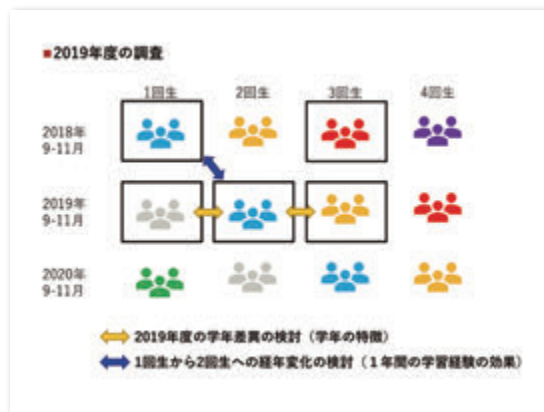 ■2019年度の調査
1回生 2回生 3回生 4回生
2018年
9-11月
2019年
9-11月
2020年
9-11月
2019年度の学年差異の検討（学年の特徴）
1回生から2回生への経年変化の検討（１年間の学習経験の効果）